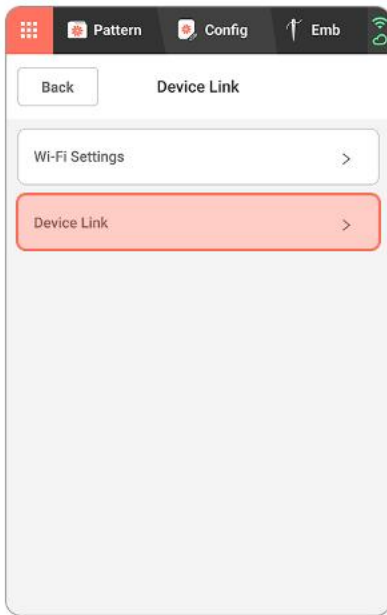 Pattern
Config
Emb
Back
Device Link
Wi-Fi Settings
Device Link